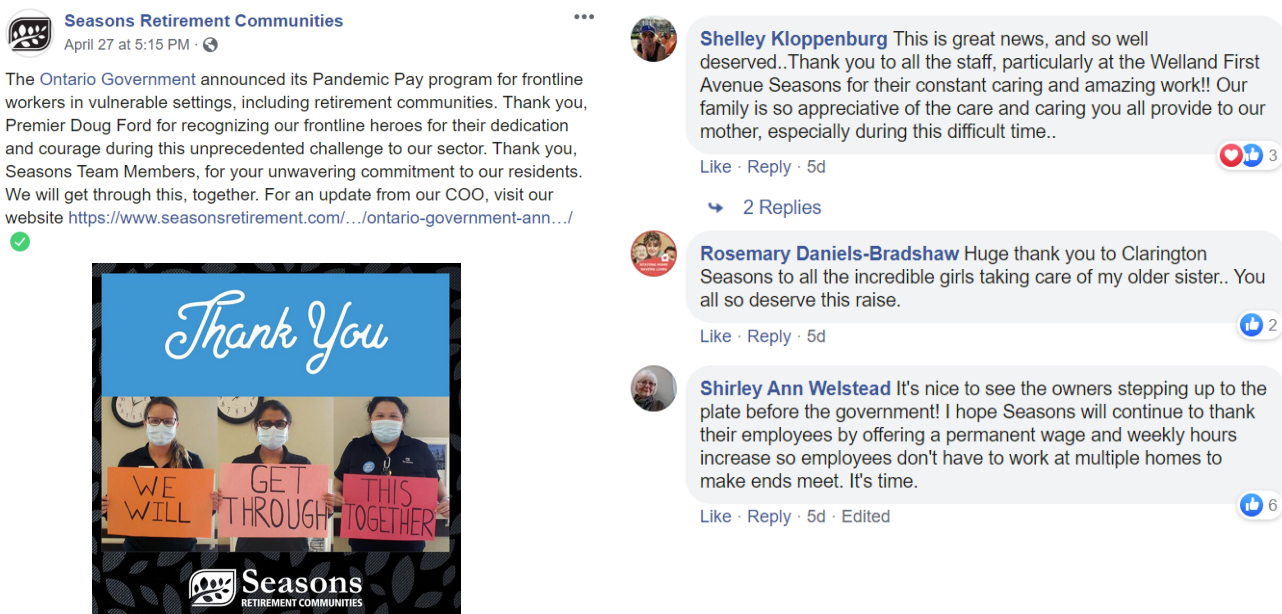 Seasons Retirement Communities
April 27 at 5:15 PM ·
The Ontario Government announced its Pandemic Pay program for frontline
workers in vulnerable settings, including retirement communities. Thank you,
Premier Doug Ford for recognizing our frontline heroes for their dedication
and courage during this unprecedented challenge to our sector. Thank you,
Seasons Team Members, for your unwavering commitment to our residents.
We will get through this, together. For an update from our COO, visit our
website https://www.seasonsretirement.com/…/ontario-government-ann…/
Thank You
WE
WILL
GET
THROUGH
THIS
TOGETHER
Seasons
RETIREMENT COMMUNITIES
Shelley Kloppenburg This is great news, and so well
deserved..Thank you to all the staff, particularly at the Welland First
Avenue Seasons for their constant caring and amazing work!! Our
family is so appreciative of the care and caring you all provide to our
mother, especially during this difficult time..
3
Like · Reply · 5d
2 Replies
Rosemary Daniels-Bradshaw Huge thank you to Clarington
Seasons to all the incredible girls taking care of my older sister.. You
all so deserve this raise.
2
Like · Reply · 5d
Shirley Ann Welstead It's nice to see the owners stepping up to the
plate before the government! I hope Seasons will continue to thank
their employees by offering a permanent wage and weekly hours
increase so employees don't have to work at multiple homes to
make ends meet. It's time.
6
Like · Reply · 5d · Edited